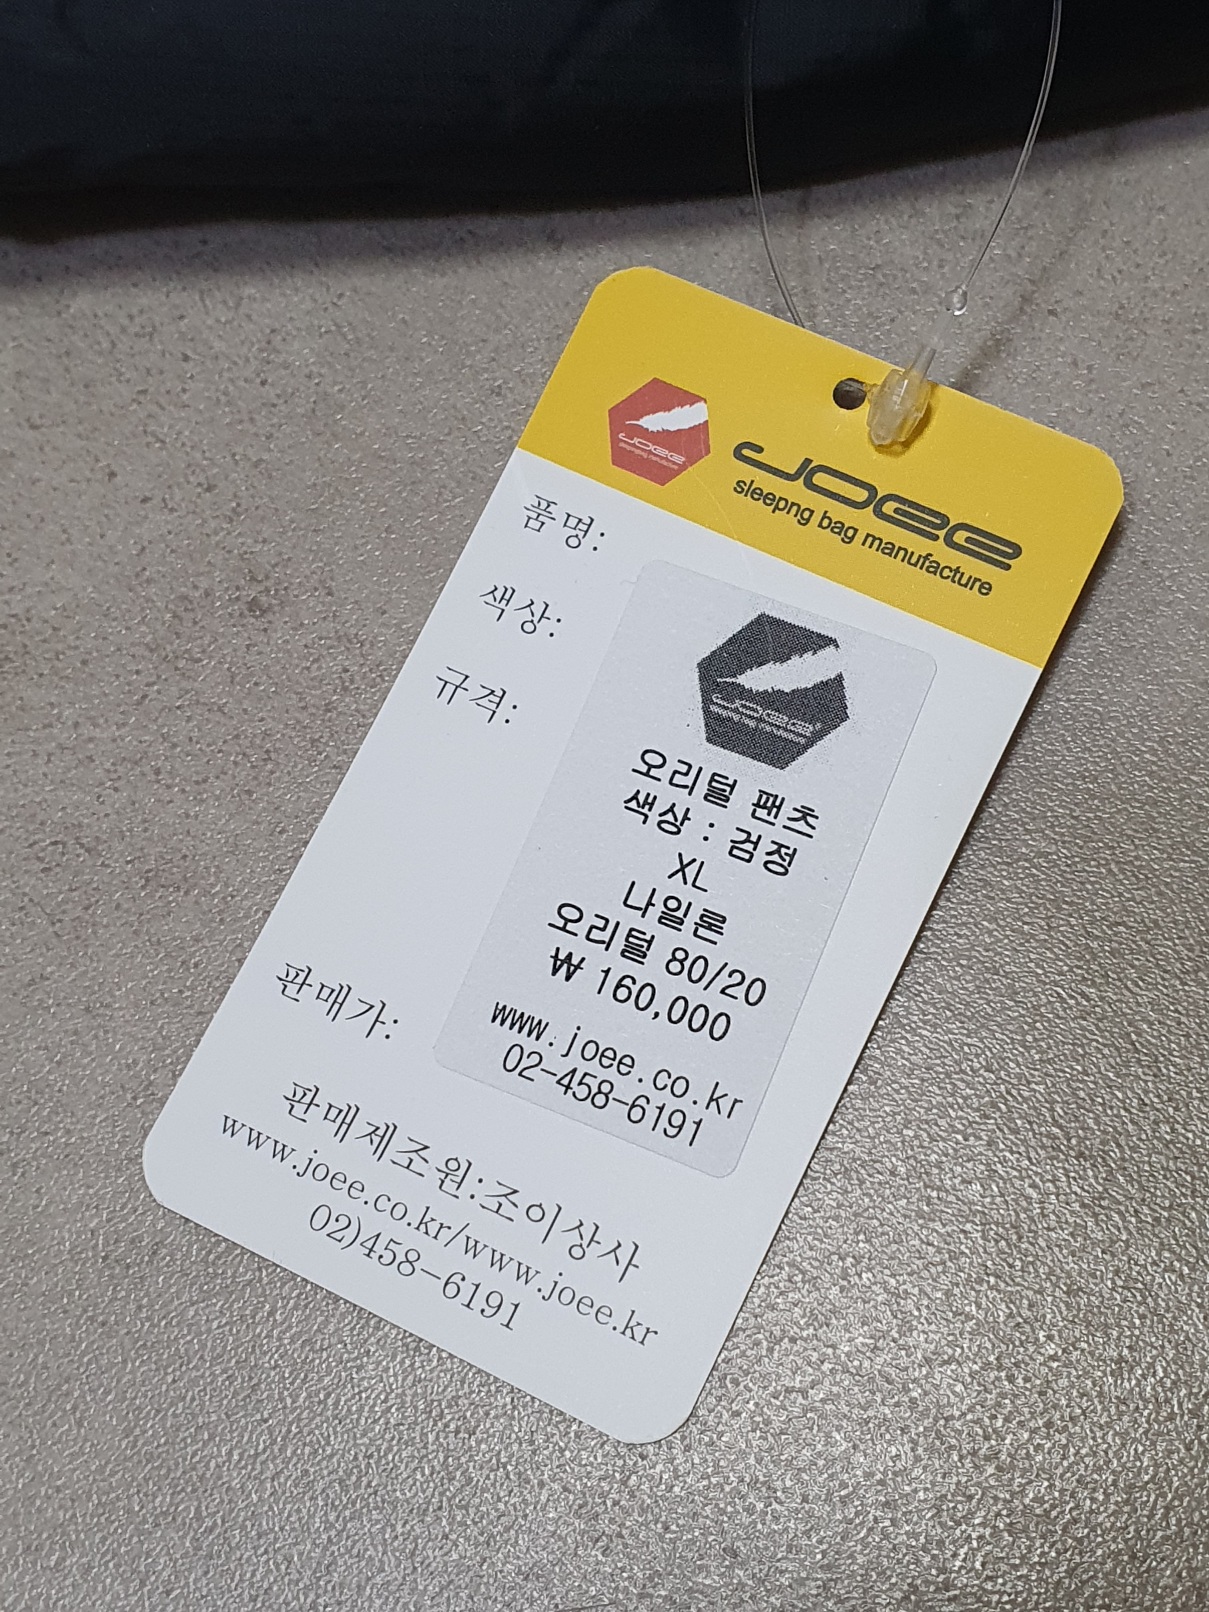 JOEE
JOEE
sleepng bag manufacture
품명:
색상:
규격:
JOEE
오리털 팬츠
색상 : 검정
XL
나일론
오리털 80/20
₩ 160,000
www.joee.co.kr
02-458-6191
판매가:
판매제조원:조이상사
www.joee.co.kr/www.joee.kr
02)458-6191